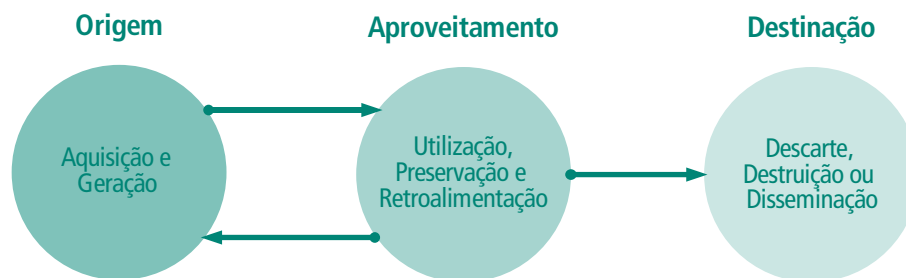 Origem
Aproveitamento
Destinação
Aquisição e
Geração
Utilização,
Preservação e
Retroalimentação
Descarte,
Destruição ou
Disseminação